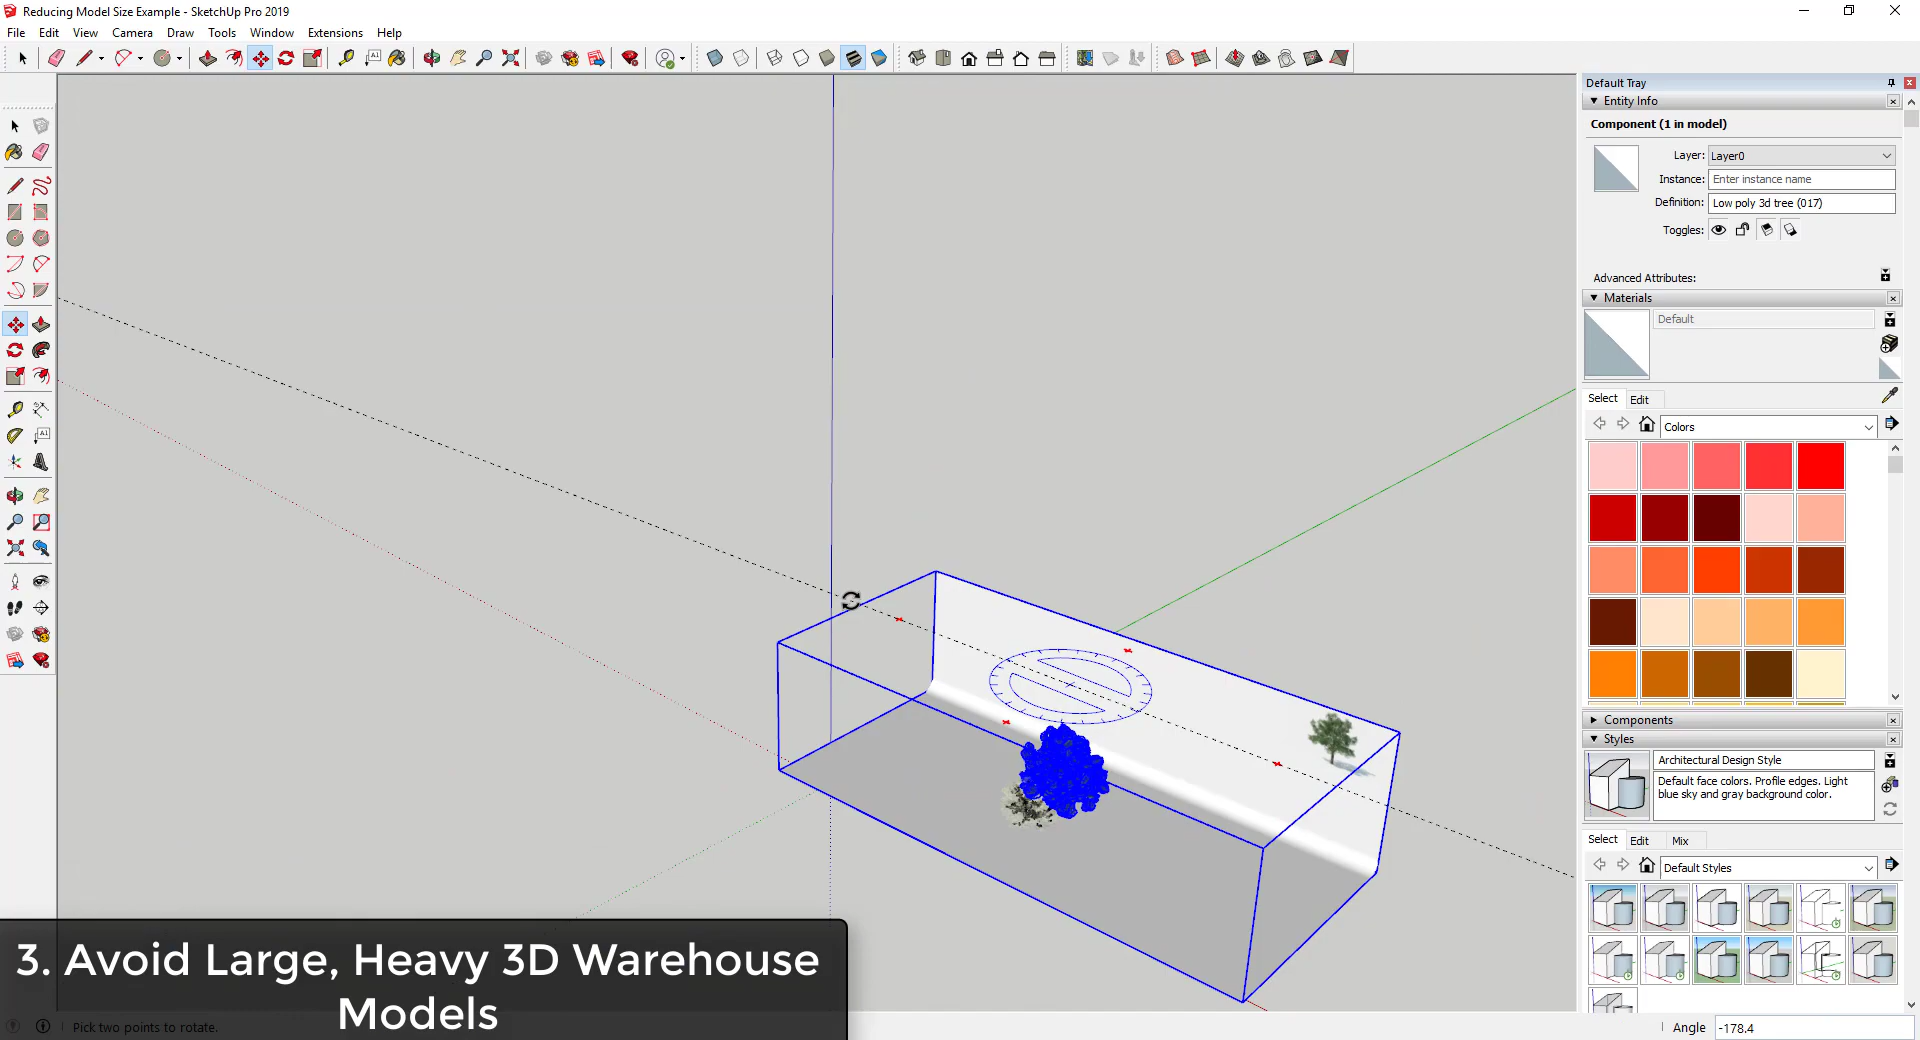 Reducing Model Size Example - SketchUp Pro 2019
File Edit View Camera Draw Tools Window Extensions Help
Default Tray
Entity Info
Component (1 in model)
Layer: Layer0
Instance: Enter instance name
Definition: Low poly 3d tree (017)
Toggles:
Advanced Attributes:
Materials
Default
Select Edit
Colors
Components
Styles
Architectural Design Style
Default face colors. Profile edges. Light
blue sky and gray background color.
Select Edit Mix
Default Styles
3. Avoid Large, Heavy 3D Warehouse
Models
Pick two points to rotate.
Angle -178.4